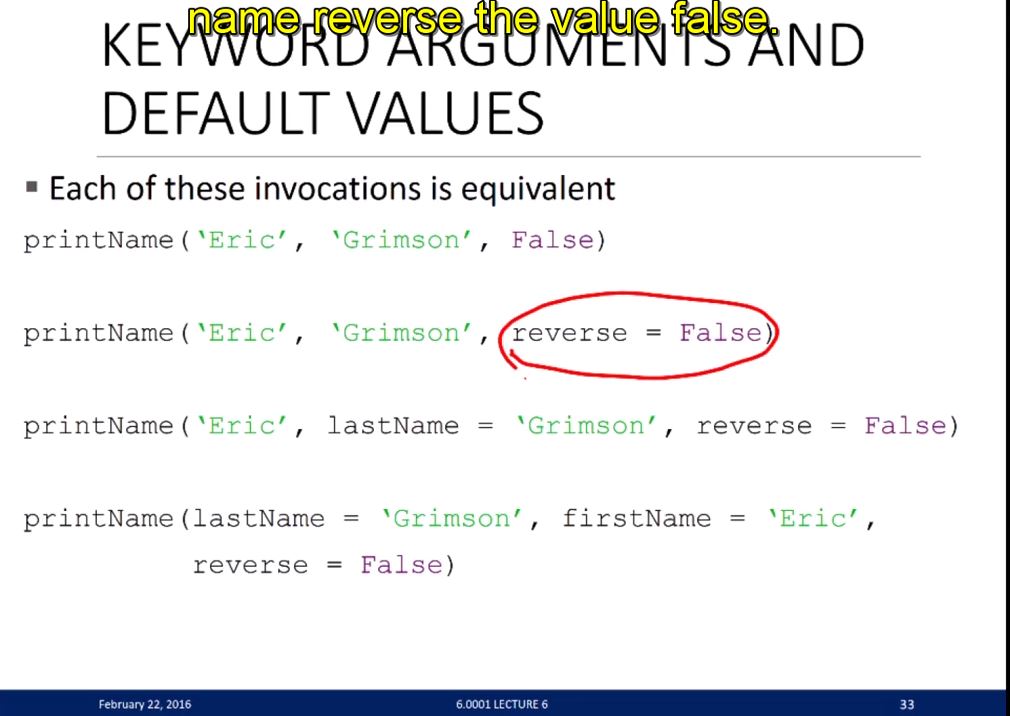 name reverse the value false.
KEYWORD ARGUMENTS AND
DEFAULT VALUES
▪ Each of these invocations is equivalent
printName(‘Eric’, ‘Grimson’, False)
printName(‘Eric’, ‘Grimson’, reverse = False)
printName(‘Eric’, lastName = ‘Grimson’, reverse = False)
printName(lastName = ‘Grimson’, firstName = ‘Eric’,
reverse = False)
February 22, 2016 6.0001 LECTURE 6 33